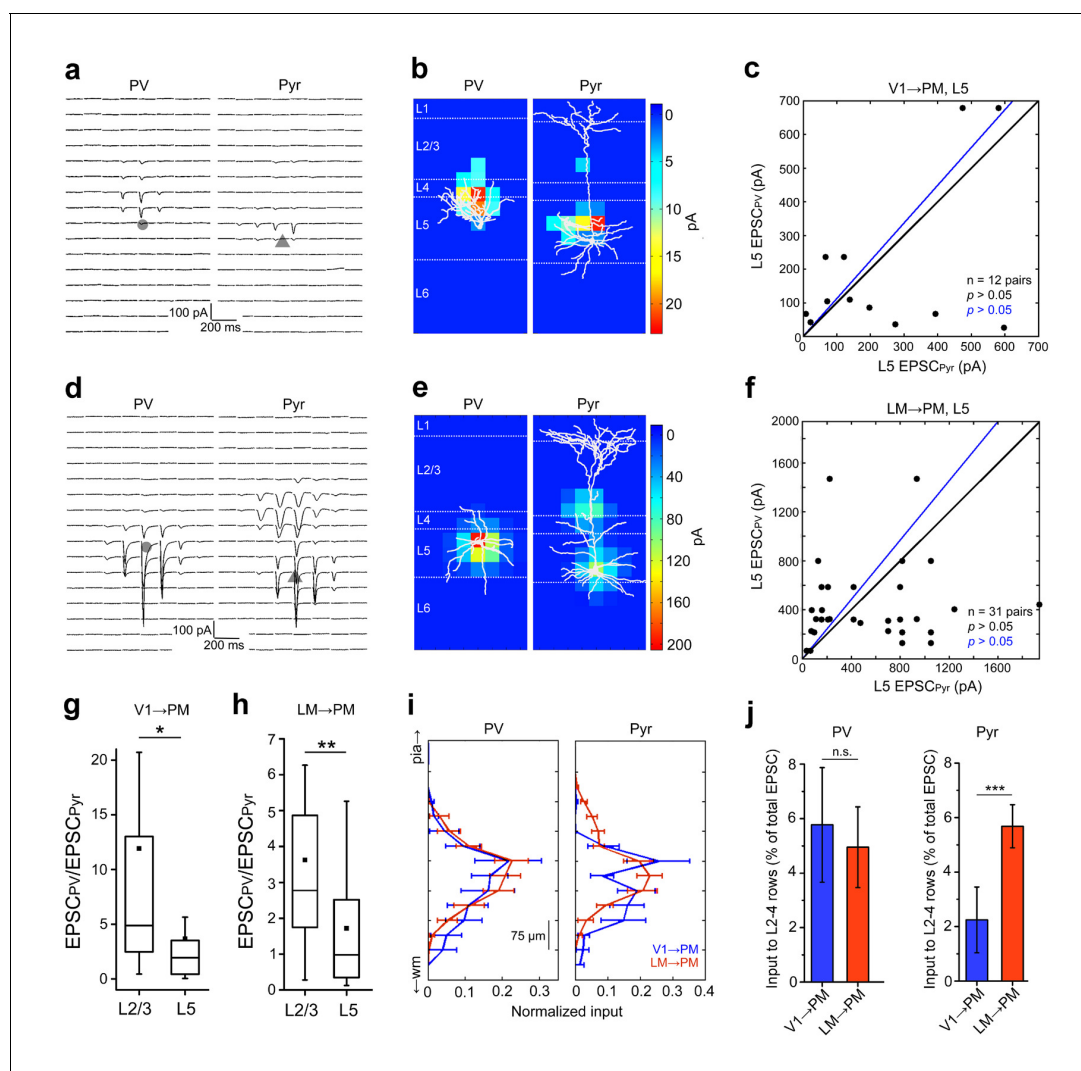 a
PV Pyr
100 pA
200 ms
b
PV Pyr
L1
L2/3
L4
L5
L6
0
5
10
15
20
pA
c
V1→PM, L5
L5 EPSCPV (pA)
700
600
500
400
300
200
100
0
0 100 200 300 400 500 600 700
L5 EPSCPyr (pA)
n = 12 pairs
p > 0.05
p > 0.05
d
PV Pyr
100 pA
200 ms
e
PV Pyr
L1
L2/3
L4
L5
L6
0
40
80
120
160
200
pA
f
LM→PM, L5
L5 EPSCPV (pA)
2000
1600
1200
800
400
0
0 400 800 1200 1600
L5 EPSCPyr (pA)
n = 31 pairs
p > 0.05
p > 0.05
g
V1→PM
*
EPSCPV/EPSCPyr
20
15
10
5
0
L2/3 L5
h
LM→PM
**
EPSCPV/EPSCPyr
7
6
5
4
3
2
1
0
L2/3 L5
i
PV Pyr
pia→
←wm
75 µm
V1→PM
LM→PM
0 0.1 0.2 0.3
0 0.1 0.2 0.3 0.4
Normalized input
j
PV
n.s.
Input to L2-4 rows (% of total EPSC)
8
6
4
2
0
V1→PM
LM→PM
Pyr
***
Input to L2-4 rows (% of total EPSC)
8
6
4
2
0
V1→PM
LM→PM